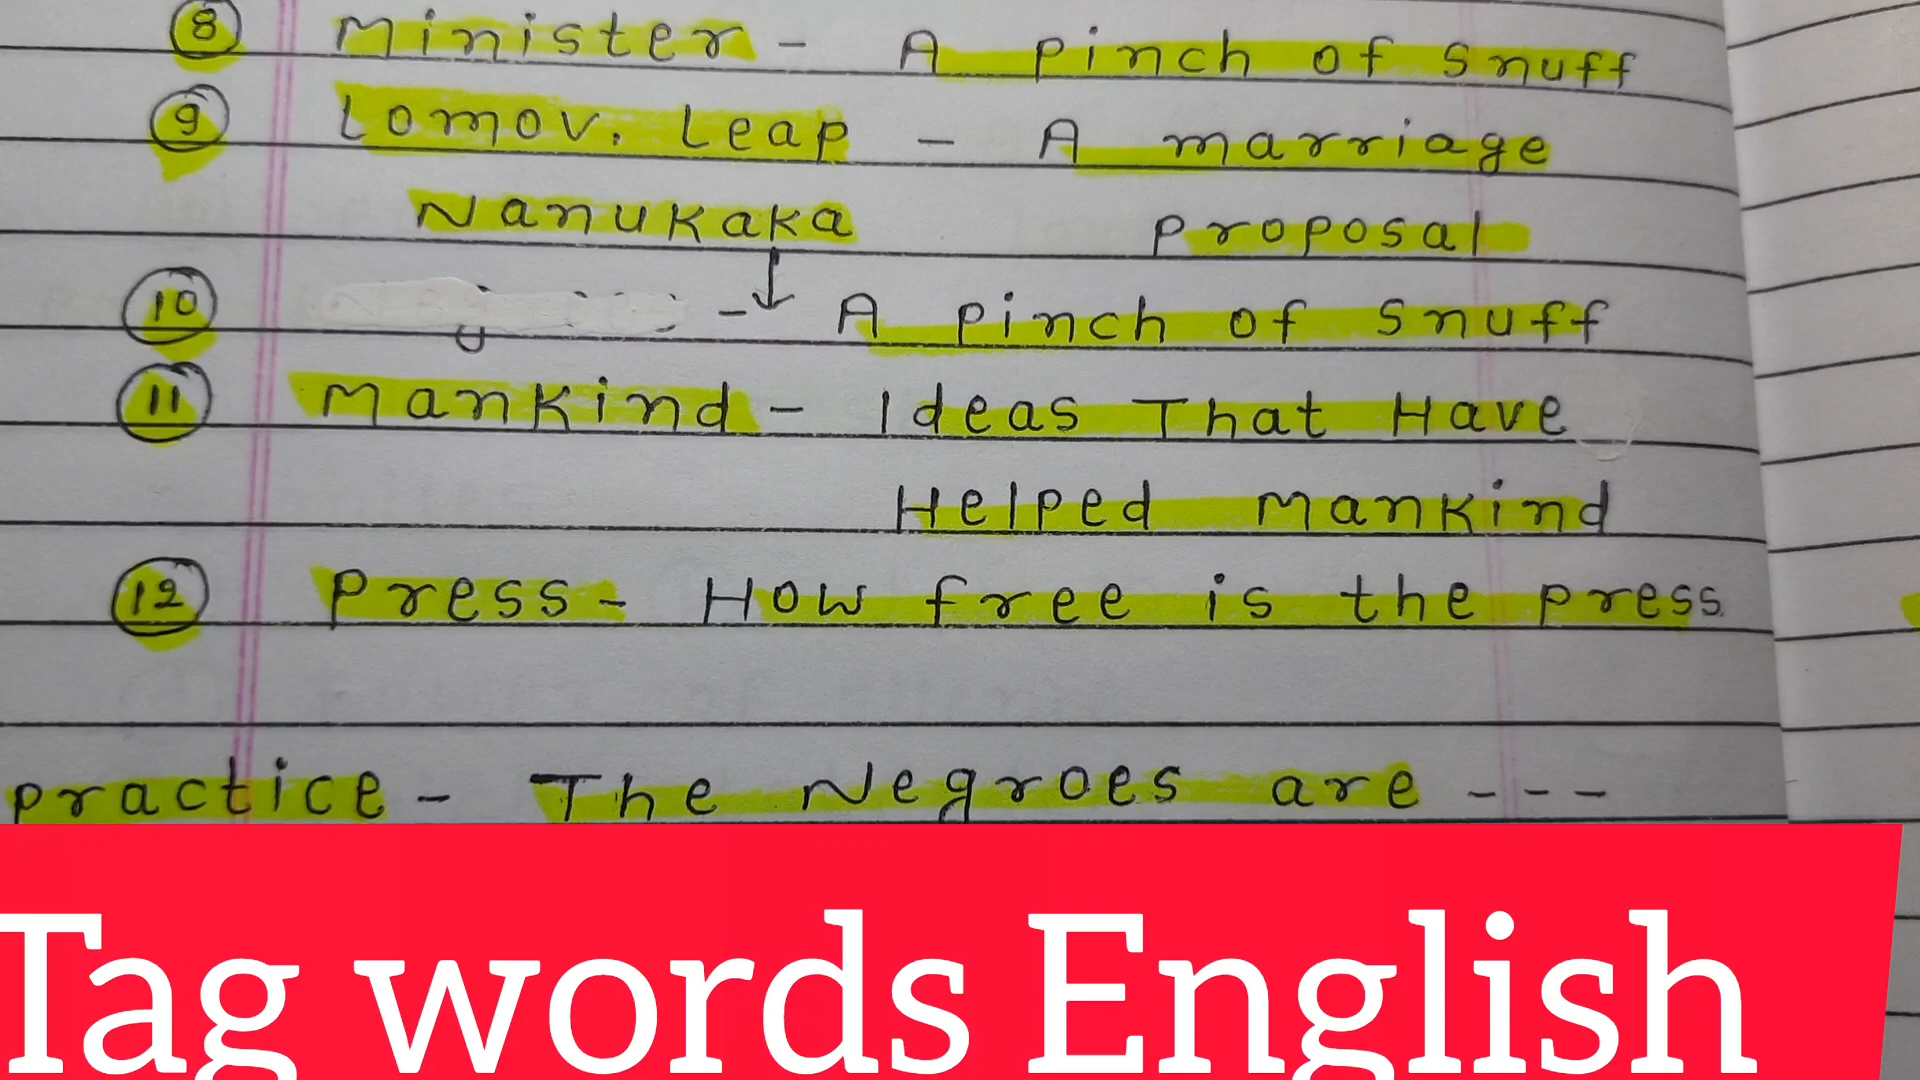 8 Minister - A Pinch of Snuff
9 Lomov. Leap - A marriage
Nanukaka Proposal
10 - A Pinch of Snuff
11 Mankind - Ideas That Have
Helped Mankind
12 Press - How free is the press
practice - The Negroes are ---
Tag words English